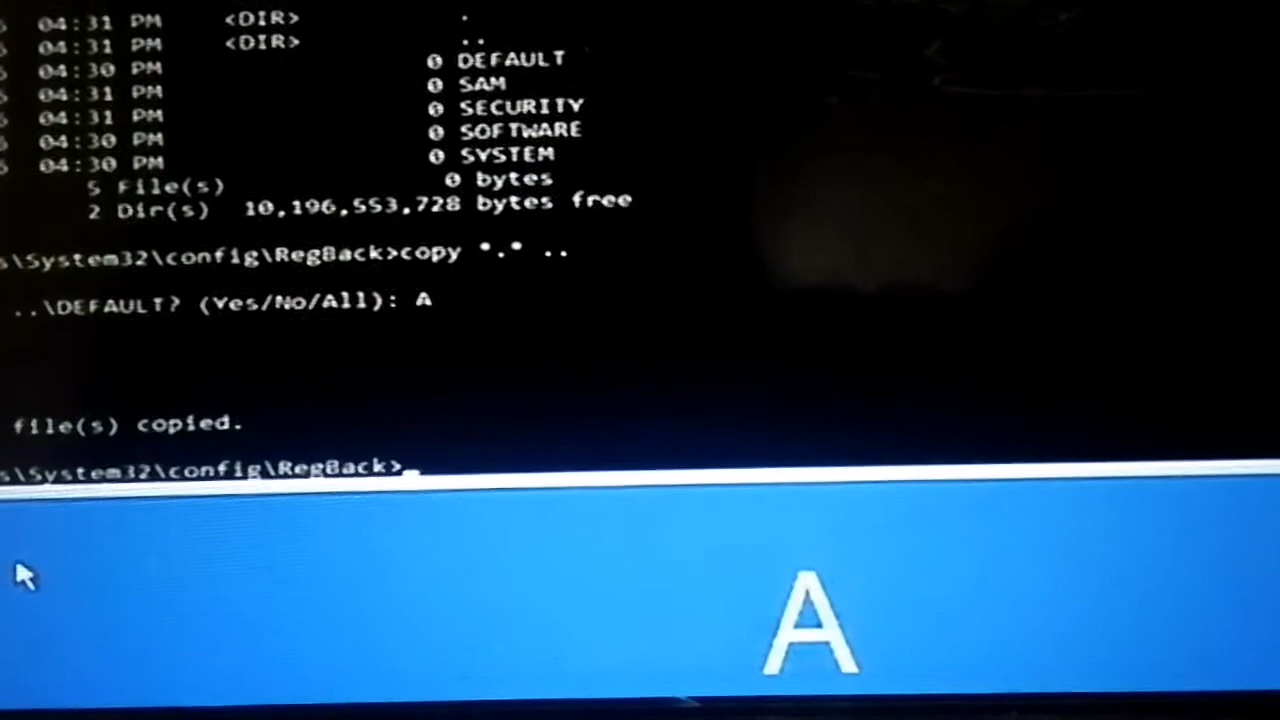 04:31 PM <DIR> .
04:31 PM <DIR> ..
04:30 PM 0 DEFAULT
04:31 PM 0 SAM
04:31 PM 0 SECURITY
04:30 PM 0 SOFTWARE
04:30 PM 0 SYSTEM
5 File(s) 0 bytes
2 Dir(s) 10,196,553,728 bytes free
s\System32\config\RegBack>copy *.* ..
..\DEFAULT? (Yes/No/All): A
file(s) copied.
s\System32\config\RegBack>_
A